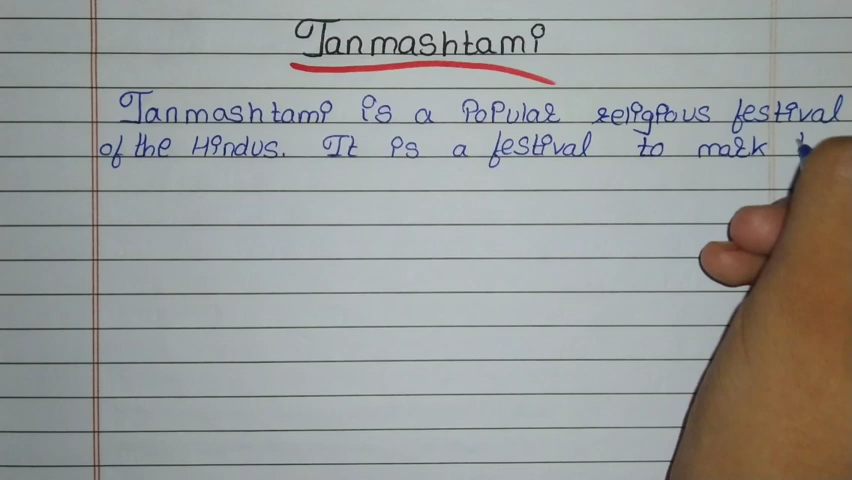 Janmashtami
Janmashtami is a Popular religious festival
of the Hindus. It is a festival to mark